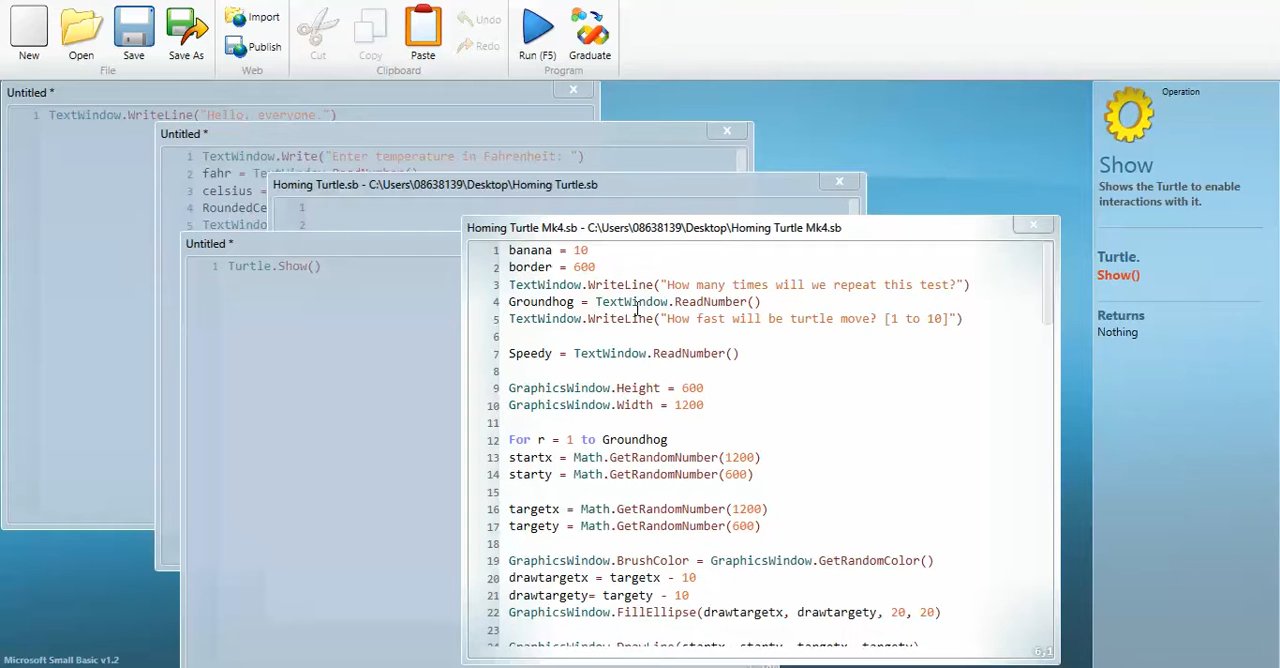 New
Open
Save
Save As
File
Import
Publish
Web
Cut
Copy
Paste
Undo
Redo
Clipboard
Run (F5)
Graduate
Program
Untitled *
1 TextWindow.WriteLine("Hello, everyone.")
Untitled *
1 TextWindow.Write("Enter temperature in Fahrenheit: ")
2 fahr =
3 celsius =
4 RoundedCe
5 TextWindo
Homing Turtle.sb - C:\Users\08638139\Desktop\Homing Turtle.sb
1
2
Untitled *
1 Turtle.Show()
Homing Turtle Mk4.sb - C:\Users\08638139\Desktop\Homing Turtle Mk4.sb
1 banana = 10
2 border = 600
3 TextWindow.WriteLine("How many times will we repeat this test?")
4 Groundhog = TextWindow.ReadNumber()
5 TextWindow.WriteLine("How fast will be turtle move? [1 to 10]")
6
7 Speedy = TextWindow.ReadNumber()
8
9 GraphicsWindow.Height = 600
10 GraphicsWindow.Width = 1200
11
12 For r = 1 to Groundhog
13 startx = Math.GetRandomNumber(1200)
14 starty = Math.GetRandomNumber(600)
15
16 targetx = Math.GetRandomNumber(1200)
17 targety = Math.GetRandomNumber(600)
18
19 GraphicsWindow.BrushColor = GraphicsWindow.GetRandomColor()
20 drawtargetx = targetx - 10
21 drawtargety= targety - 10
22 GraphicsWindow.FillEllipse(drawtargetx, drawtargety, 20, 20)
23
24 GraphicsWindow.DrawLine(startx, starty, targetx, targety)
6,1
Operation
Show
Shows the Turtle to enable
interactions with it.
Turtle.
Show()
Returns
Nothing
Microsoft Small Basic v1.2